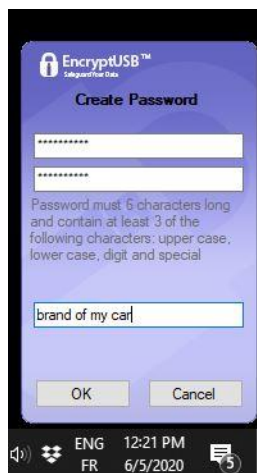 EncryptUSB™
Safeguard Your Data
Create Password
**********
**********
Password must 6 characters long
and contain at least 3 of the
following characters: upper case,
lower case, digit and special
brand of my car
OK Cancel
ENG 12:21 PM
FR 6/5/2020 5